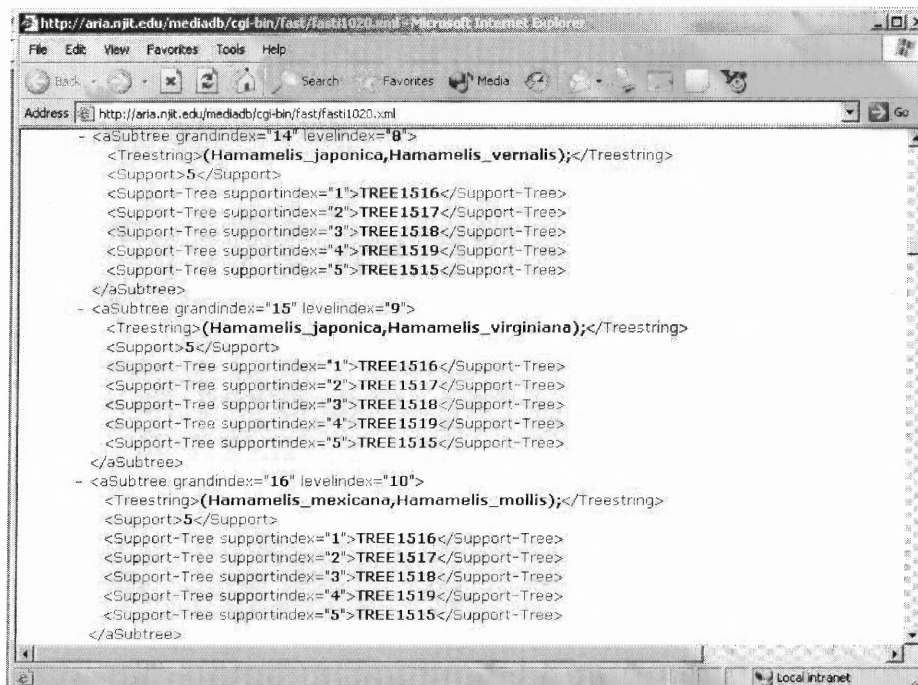 http://aria.njit.edu/mediadb/cgi-bin/fast/fasti1020.xml - Microsoft Internet Explorer
File Edit View Favorites Tools Help
Back Search Favorites Media
Address http://aria.njit.edu/mediadb/cgi-bin/fast/fasti1020.xml Go
- <aSubtree grandindex="14" levelindex="8">
<Treestring>(Hamamelis_japonica,Hamamelis_vernalis);</Treestring>
<Support>5</Support>
<Support-Tree supportindex="1">TREE1516</Support-Tree>
<Support-Tree supportindex="2">TREE1517</Support-Tree>
<Support-Tree supportindex="3">TREE1518</Support-Tree>
<Support-Tree supportindex="4">TREE1519</Support-Tree>
<Support-Tree supportindex="5">TREE1515</Support-Tree>
</aSubtree>
- <aSubtree grandindex="15" levelindex="9">
<Treestring>(Hamamelis_japonica,Hamamelis_virginiana);</Treestring>
<Support>5</Support>
<Support-Tree supportindex="1">TREE1516</Support-Tree>
<Support-Tree supportindex="2">TREE1517</Support-Tree>
<Support-Tree supportindex="3">TREE1518</Support-Tree>
<Support-Tree supportindex="4">TREE1519</Support-Tree>
<Support-Tree supportindex="5">TREE1515</Support-Tree>
</aSubtree>
- <aSubtree grandindex="16" levelindex="10">
<Treestring>(Hamamelis_mexicana,Hamamelis_mollis);</Treestring>
<Support>5</Support>
<Support-Tree supportindex="1">TREE1516</Support-Tree>
<Support-Tree supportindex="2">TREE1517</Support-Tree>
<Support-Tree supportindex="3">TREE1518</Support-Tree>
<Support-Tree supportindex="4">TREE1519</Support-Tree>
<Support-Tree supportindex="5">TREE1515</Support-Tree>
</aSubtree>
Local intranet